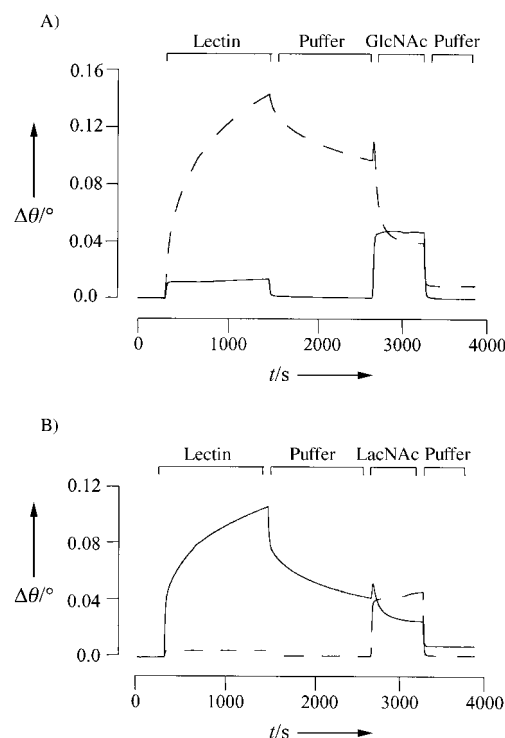 A)
Lectin Puffer GlcNAc Puffer
0.16
0.12
0.08
Δθ/°
0.04
0.0
0 1000 2000 3000 4000
t/s
B)
Lectin Puffer LacNAc Puffer
0.12
0.08
Δθ/°
0.04
0.0
0 1000 2000 3000 4000
t/s